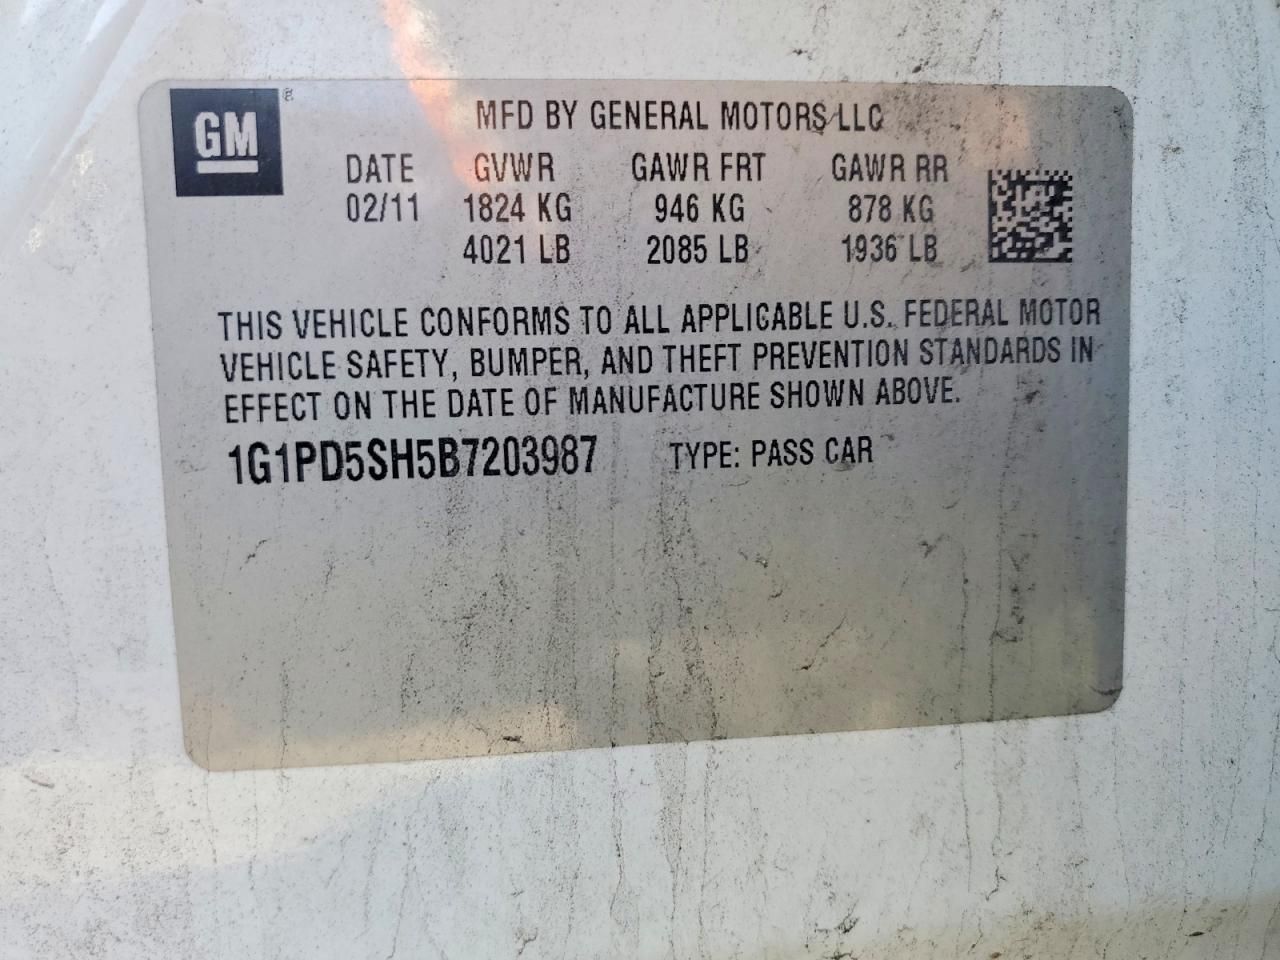 GM ®
MFD BY GENERAL MOTORS LLC
DATE GVWR GAWR FRT GAWR RR
02/11 1824 KG 946 KG 878 KG
4021 LB 2085 LB 1936 LB
THIS VEHICLE CONFORMS TO ALL APPLICABLE U.S. FEDERAL MOTOR
VEHICLE SAFETY, BUMPER, AND THEFT PREVENTION STANDARDS IN
EFFECT ON THE DATE OF MANUFACTURE SHOWN ABOVE.
1G1PD5SH5B7203987 TYPE: PASS CAR